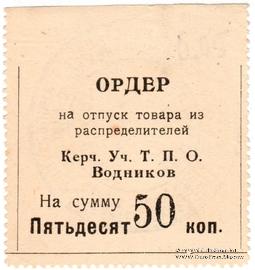 ОРДЕР
на отпуск товара из
распределителей
Керч. Уч. Т. П. О.
Водников
На сумму
Пятьдесят 50 коп.